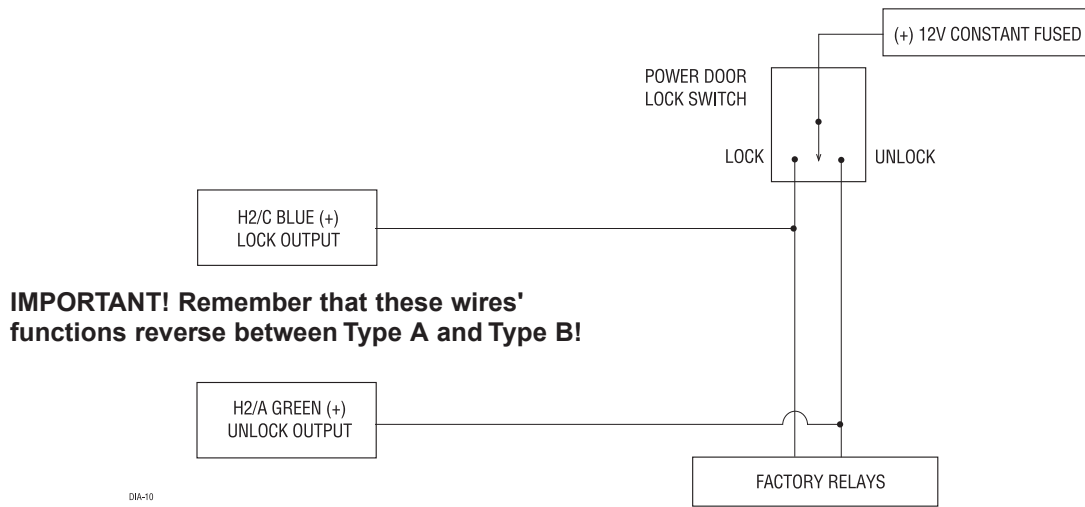 (+) 12V CONSTANT FUSED
POWER DOOR
LOCK SWITCH
LOCK
UNLOCK
H2/C BLUE (+)
LOCK OUTPUT
IMPORTANT! Remember that these wires'
functions reverse between Type A and Type B!
H2/A GREEN (+)
UNLOCK OUTPUT
FACTORY RELAYS
DIA-10